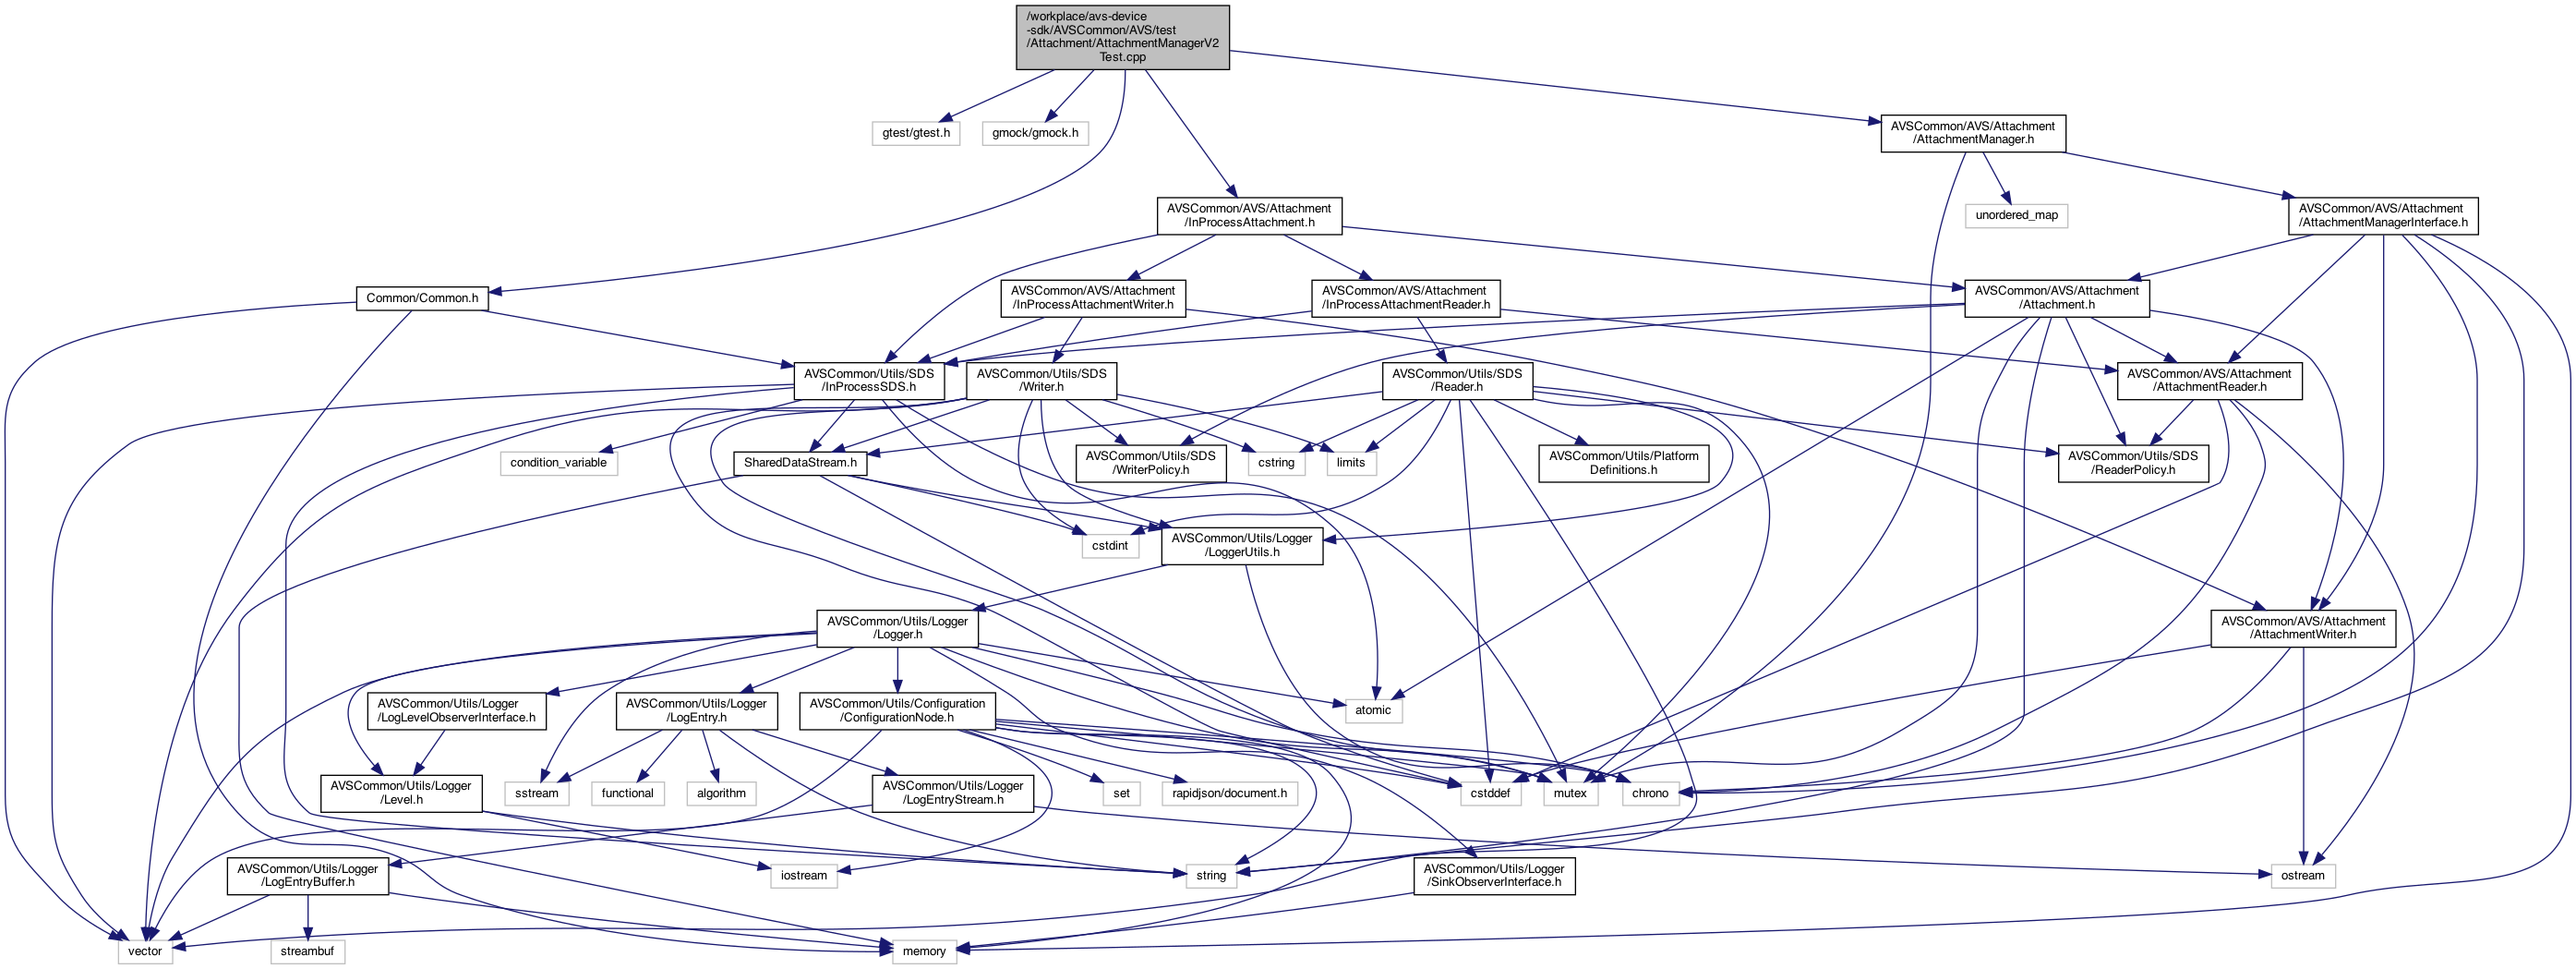 /workplace/avs-device
-sdk/AVSCommon/AVS/test
/Attachment/AttachmentManagerV2
Test.cpp
gtest/gtest.h
gmock/gmock.h
AVSCommon/AVS/Attachment
/AttachmentManager.h
AVSCommon/AVS/Attachment
/InProcessAttachment.h
unordered_map
AVSCommon/AVS/Attachment
/AttachmentManagerInterface.h
Common/Common.h
AVSCommon/AVS/Attachment
/InProcessAttachmentWriter.h
AVSCommon/AVS/Attachment
/InProcessAttachmentReader.h
AVSCommon/AVS/Attachment
/Attachment.h
AVSCommon/Utils/SDS
/InProcessSDS.h
AVSCommon/Utils/SDS
/Writer.h
AVSCommon/Utils/SDS
/Reader.h
AVSCommon/AVS/Attachment
/AttachmentReader.h
condition_variable
SharedDataStream.h
AVSCommon/Utils/SDS
/WriterPolicy.h
cstring
limits
AVSCommon/Utils/Platform
Definitions.h
AVSCommon/Utils/SDS
/ReaderPolicy.h
cstdint
AVSCommon/Utils/Logger
/LoggerUtils.h
AVSCommon/Utils/Logger
/Logger.h
AVSCommon/AVS/Attachment
/AttachmentWriter.h
AVSCommon/Utils/Logger
/LogLevelObserverInterface.h
AVSCommon/Utils/Logger
/LogEntry.h
AVSCommon/Utils/Configuration
/ConfigurationNode.h
atomic
AVSCommon/Utils/Logger
/Level.h
sstream
functional
algorithm
AVSCommon/Utils/Logger
/LogEntryStream.h
set
rapidjson/document.h
cstddef
mutex
chrono
AVSCommon/Utils/Logger
/LogEntryBuffer.h
iostream
string
AVSCommon/Utils/Logger
/SinkObserverInterface.h
ostream
vector
streambuf
memory